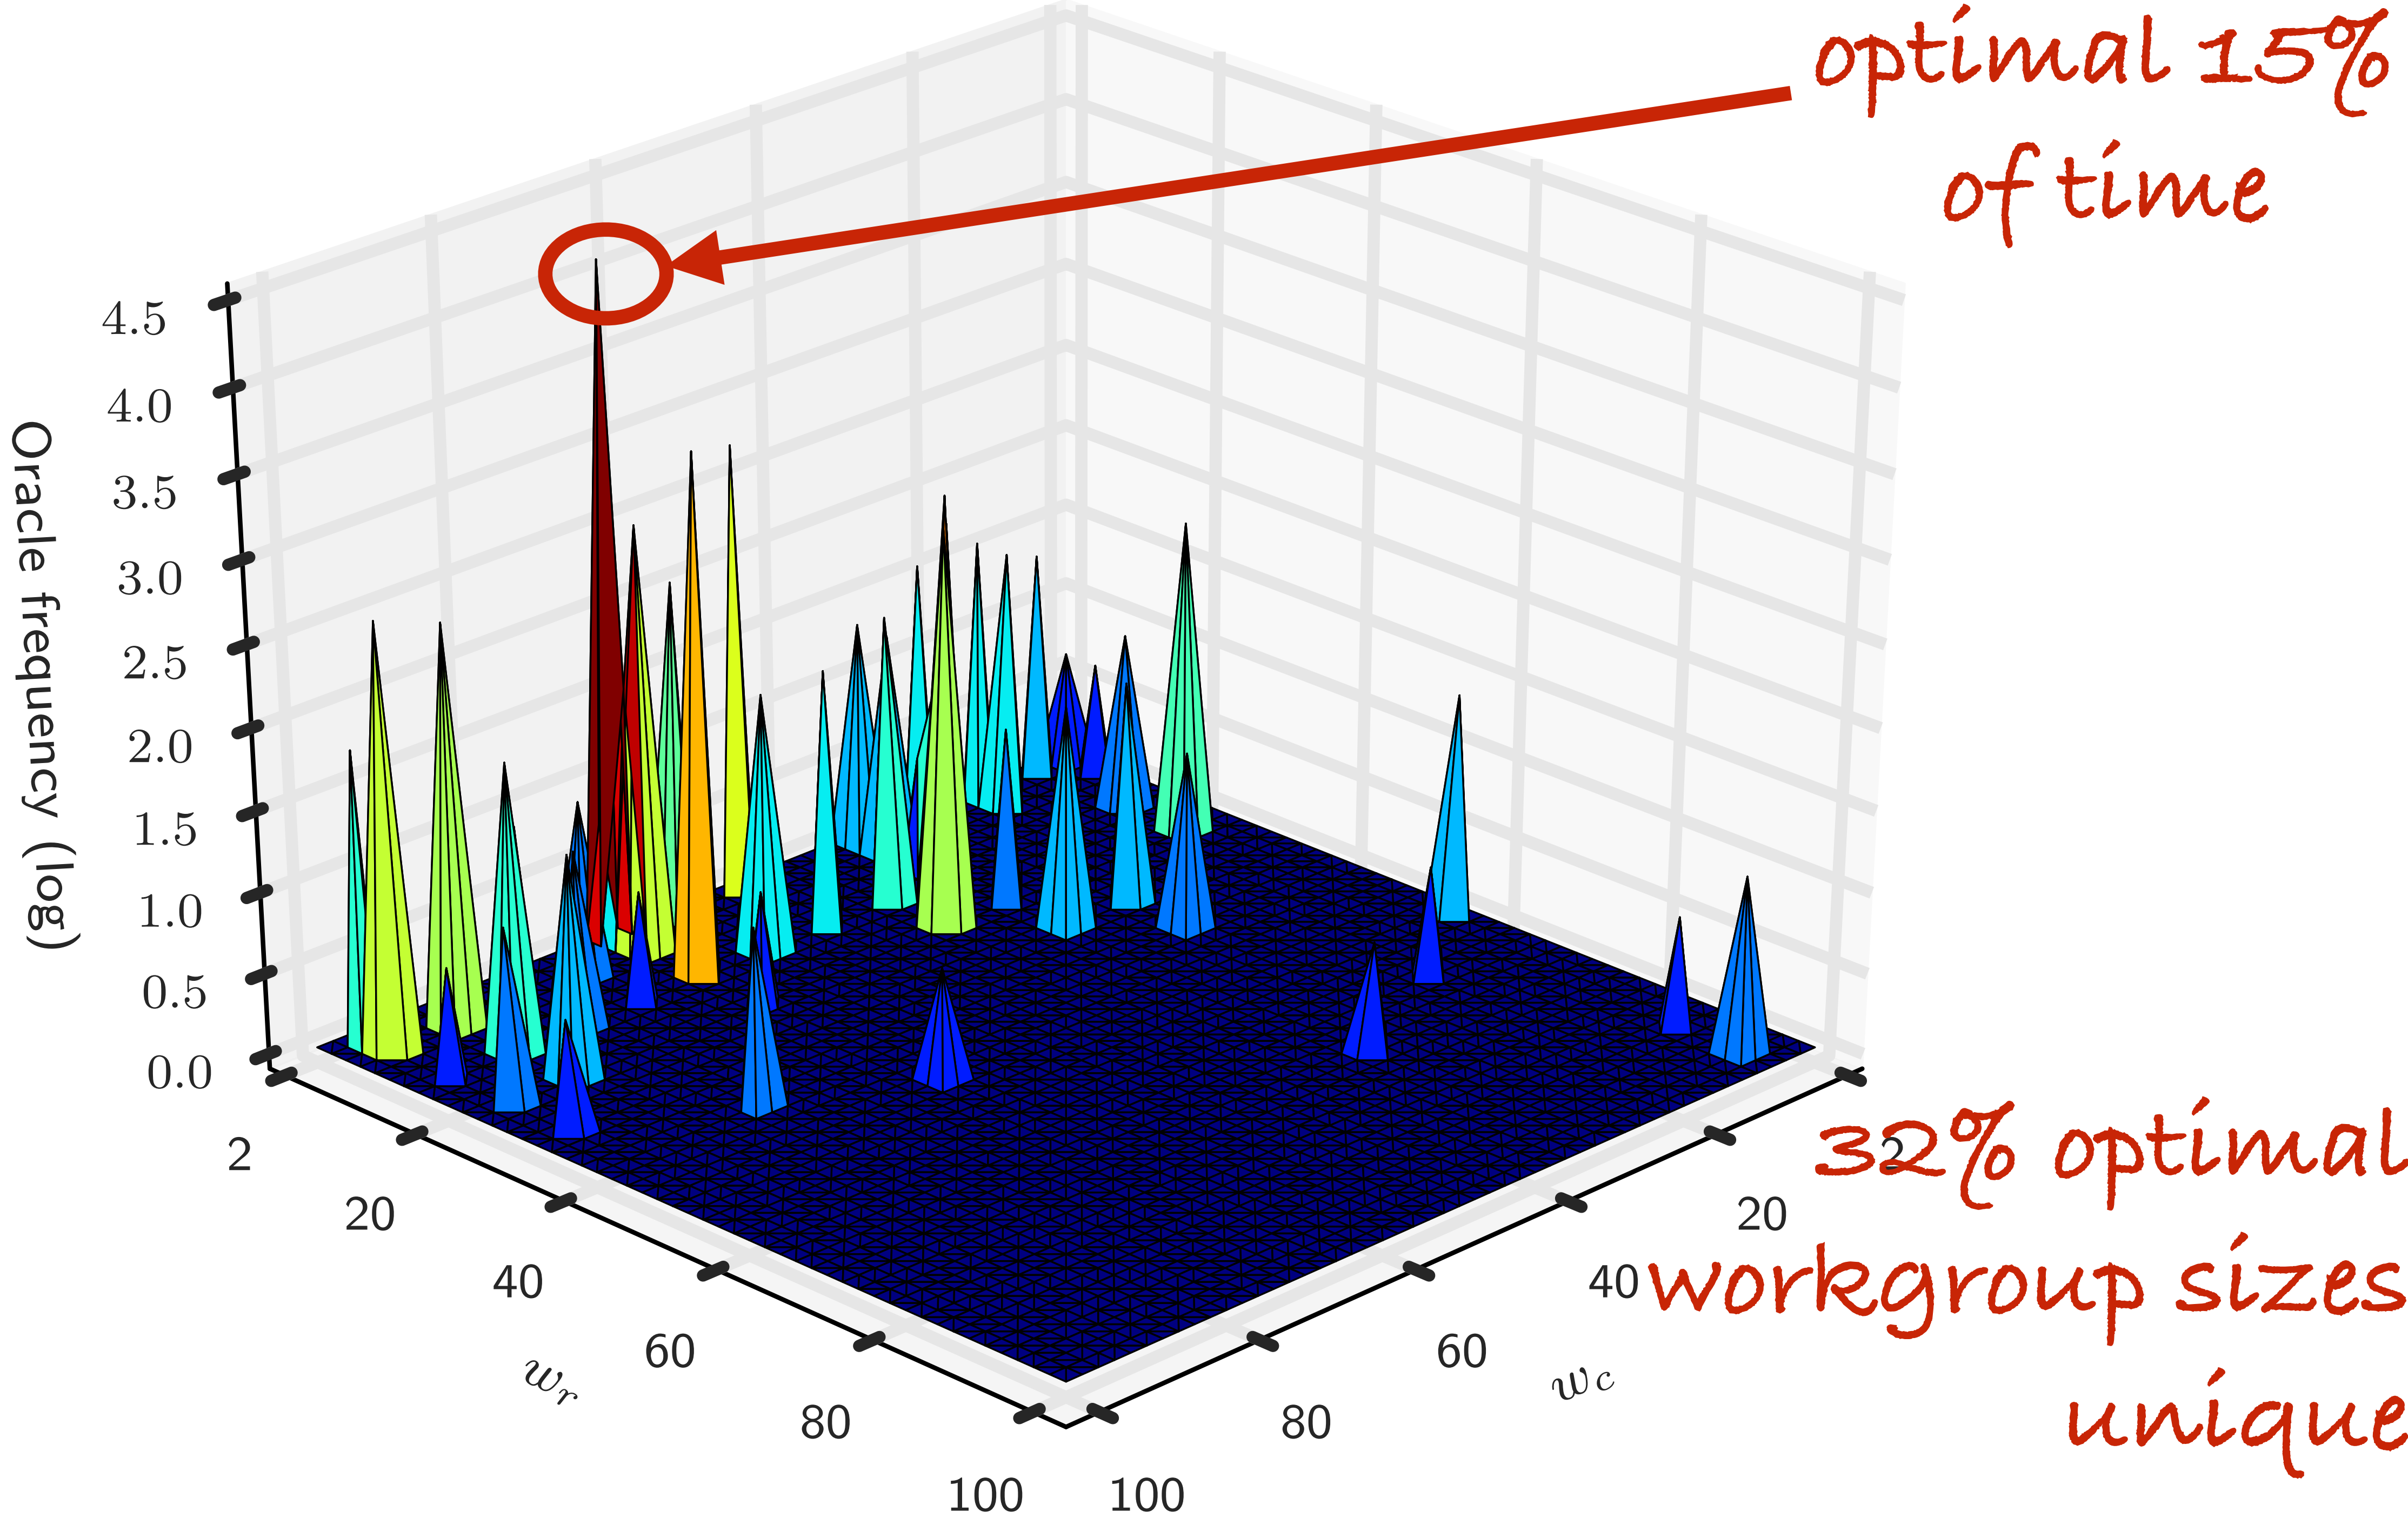 optimal 15%
of time
4.5
4.0
3.5
3.0
2.5
2.0
1.5
1.0
0.5
0.0
Oracle frequency (log)
2
20
40
60
80
100
w_r
100
80
60
40
20
2
w_c
32% optimal
workgroup sizes
unique